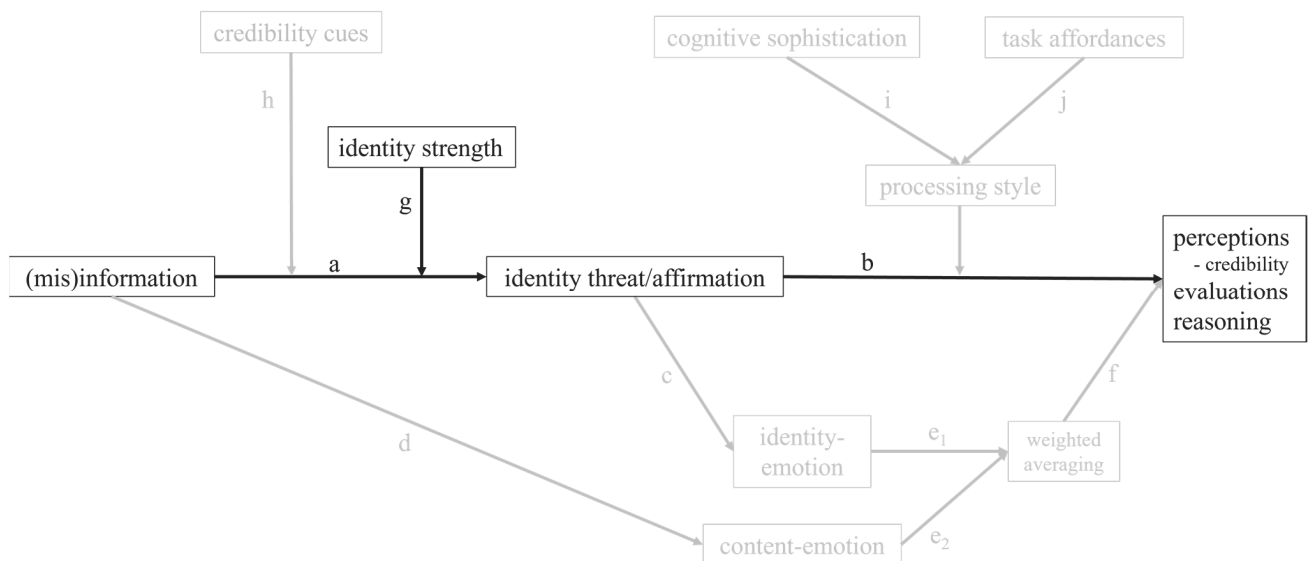 credibility cues
cognitive sophistication
task affordances
h
i
j
identity strength
processing style
g
perceptions
- credibility
evaluations
reasoning
(mis)information
a
identity threat/affirmation
b
c
f
d
identity-
emotion
e1
weighted
averaging
content-emotion
e2